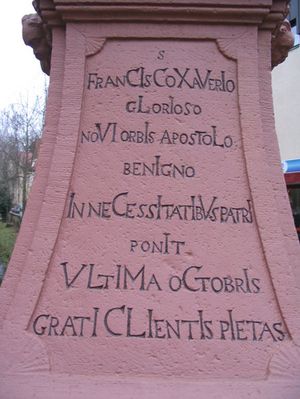 S
FRANCISCO XAVERIO
GLORIOSO
NOVI ORBIS APOSTOLO
BENIGNO
IN NECESSITATIBVS PATRI
PONIT
VLTIMA OCTOBRIS
GRATI CLIENTIS PIETAS